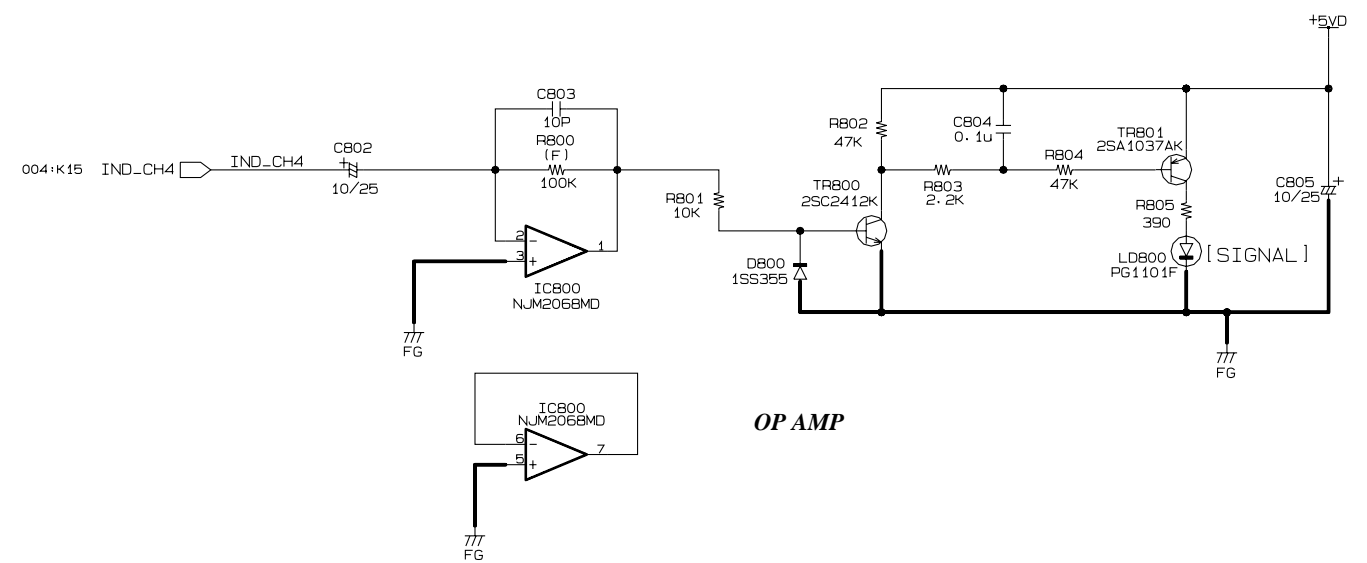 +5VD
C803
10P
R800
(F)
100K
C802
+
10/25
004:K15 IND_CH4
IND_CH4
R801
10K
2
-
3
+
1
IC800
NJM2068MD
FG
D800
1SS355
R802
47K
TR800
2SC2412K
C804
0.1u
R803
2.2K
R804
47K
TR801
2SA1037AK
R805
390
LD800
PG1101F
[SIGNAL]
C805
10/25
+
FG
IC800
NJM2068MD
6
-
5
+
7
FG
OP AMP